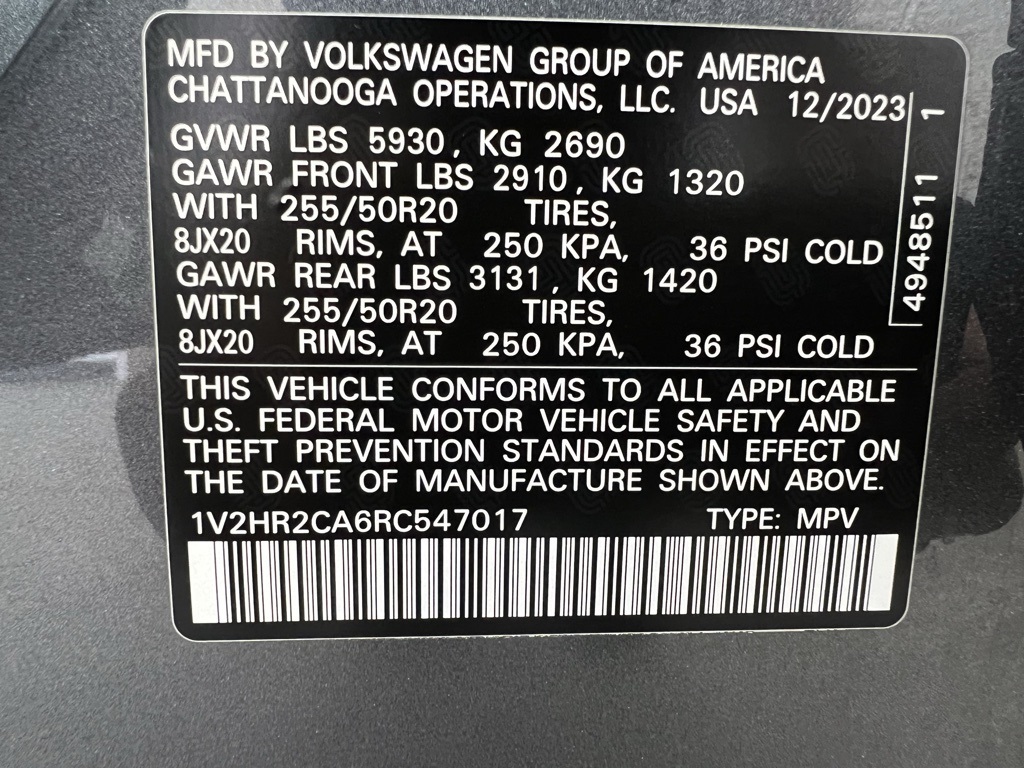 MFD BY VOLKSWAGEN GROUP OF AMERICA
CHATTANOOGA OPERATIONS, LLC. USA 12/2023
GVWR LBS 5930, KG 2690
GAWR FRONT LBS 2910, KG 1320
WITH 255/50R20 TIRES,
8JX20 RIMS, AT 250 KPA, 36 PSI COLD
GAWR REAR LBS 3131, KG 1420
WITH 255/50R20 TIRES,
8JX20 RIMS, AT 250 KPA, 36 PSI COLD
4948511 1
THIS VEHICLE CONFORMS TO ALL APPLICABLE
U.S. FEDERAL MOTOR VEHICLE SAFETY AND
THEFT PREVENTION STANDARDS IN EFFECT ON
THE DATE OF MANUFACTURE SHOWN ABOVE.
1V2HR2CA6RC547017 TYPE: MPV